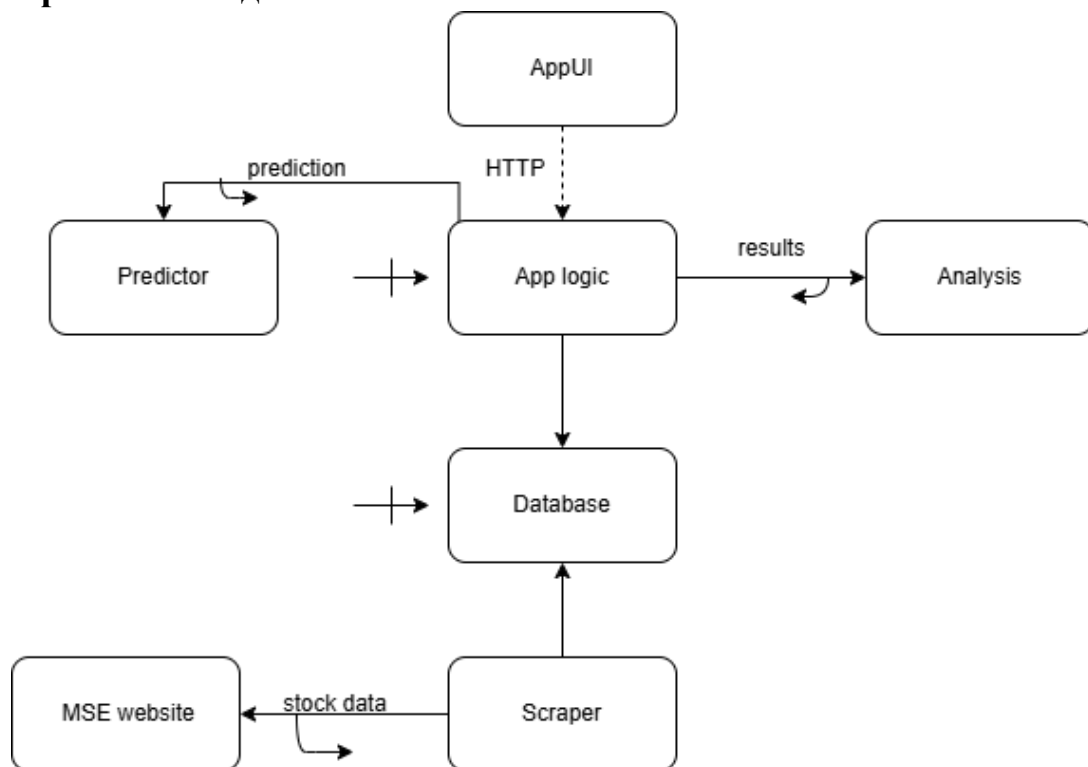 AppUI
prediction
HTTP
Predictor
App logic
results
Analysis
Database
MSE website
stock data
Scraper